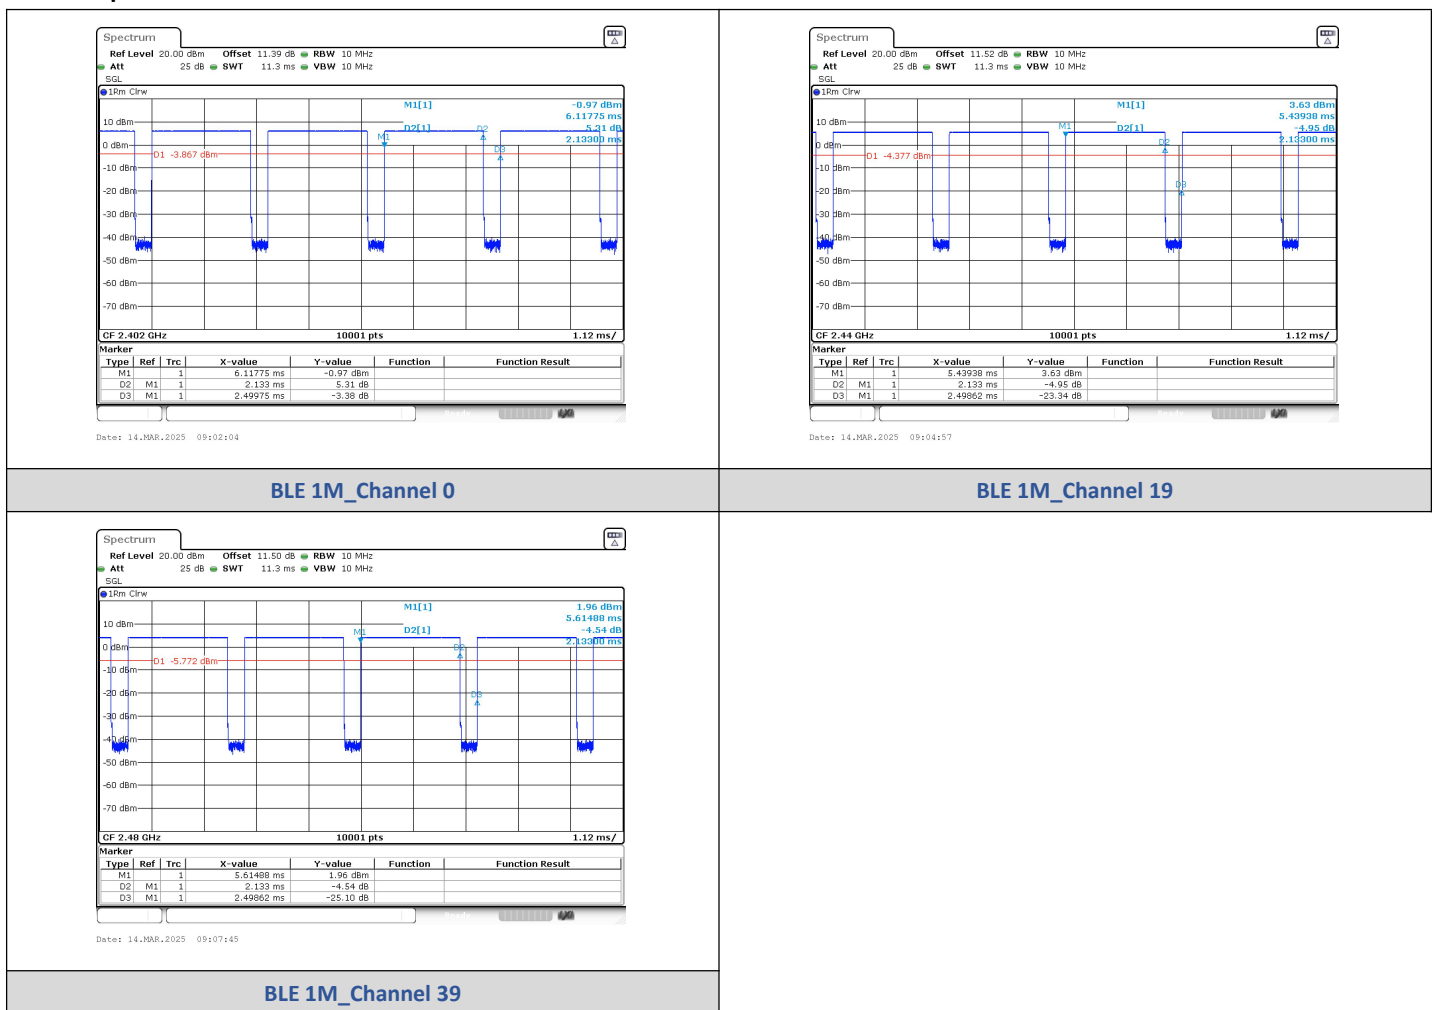 Spectrum
Ref Level 20.00 dBm Offset 11.39 dB RBW 10 MHz
Att 25 dB SWT 11.3 ms VBW 10 MHz
SGL
1Rm Clrw
M1[1] -0.97 dBm
6.11775 ms
10 dBm
D2[1] 5.31 dB
2.13300 ms
M1
D2
D3
0 dBm
D1 -3.867 dBm
-10 dBm
-20 dBm
-30 dBm
-40 dBm
-50 dBm
-60 dBm
-70 dBm
CF 2.402 GHz 10001 pts 1.12 ms/
Marker
Type Ref Trc X-value Y-value Function Function Result
M1 1 6.11775 ms -0.97 dBm
D2 M1 1 2.133 ms 5.31 dB
D3 M1 1 2.49975 ms -3.38 dB
Date: 14.MAR.2025 09:02:04
BLE 1M_Channel 0
Spectrum
Ref Level 20.00 dBm Offset 11.52 dB RBW 10 MHz
Att 25 dB SWT 11.3 ms VBW 10 MHz
SGL
1Rm Clrw
M1[1] 3.63 dBm
5.43938 ms
10 dBm
D2[1] -4.95 dB
2.13300 ms
M1
D2
D3
0 dBm
D1 -4.377 dBm
-10 dBm
-20 dBm
-30 dBm
-40 dBm
-50 dBm
-60 dBm
-70 dBm
CF 2.44 GHz 10001 pts 1.12 ms/
Marker
Type Ref Trc X-value Y-value Function Function Result
M1 1 5.43938 ms 3.63 dBm
D2 M1 1 2.133 ms -4.95 dB
D3 M1 1 2.49862 ms -23.34 dB
Date: 14.MAR.2025 09:04:57
BLE 1M_Channel 19
Spectrum
Ref Level 20.00 dBm Offset 11.50 dB RBW 10 MHz
Att 25 dB SWT 11.3 ms VBW 10 MHz
SGL
1Rm Clrw
M1[1] 1.96 dBm
5.61488 ms
10 dBm
D2[1] -4.54 dB
2.13300 ms
M1
D2
D3
0 dBm
D1 -5.772 dBm
-10 dBm
-20 dBm
-30 dBm
-40 dBm
-50 dBm
-60 dBm
-70 dBm
CF 2.48 GHz 10001 pts 1.12 ms/
Marker
Type Ref Trc X-value Y-value Function Function Result
M1 1 5.61488 ms 1.96 dBm
D2 M1 1 2.133 ms -4.54 dB
D3 M1 1 2.49862 ms -25.10 dB
Date: 14.MAR.2025 09:07:45
BLE 1M_Channel 39